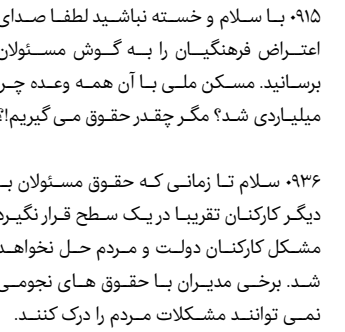 ۰۹۱۵ با سلام و خسته نباشید لطفا صدای
اعتراض فرهنگیان را به گوش مسئولان
برسانید. مسکن ملی با آن همه وعده چرا
میلیاردی شد؟ مگر چقدر حقوق می گیریم!؟
۰۹۳۶ سلام تا زمانی که حقوق مسئولان با
دیگر کارکنان تقریبا در یک سطح قرار نگیرد
مشکل کارکنان دولت و مردم حل نخواهد
شد. برخی مدیران با حقوق های نجومی
نمی توانند مشکلات مردم را درک کنند.